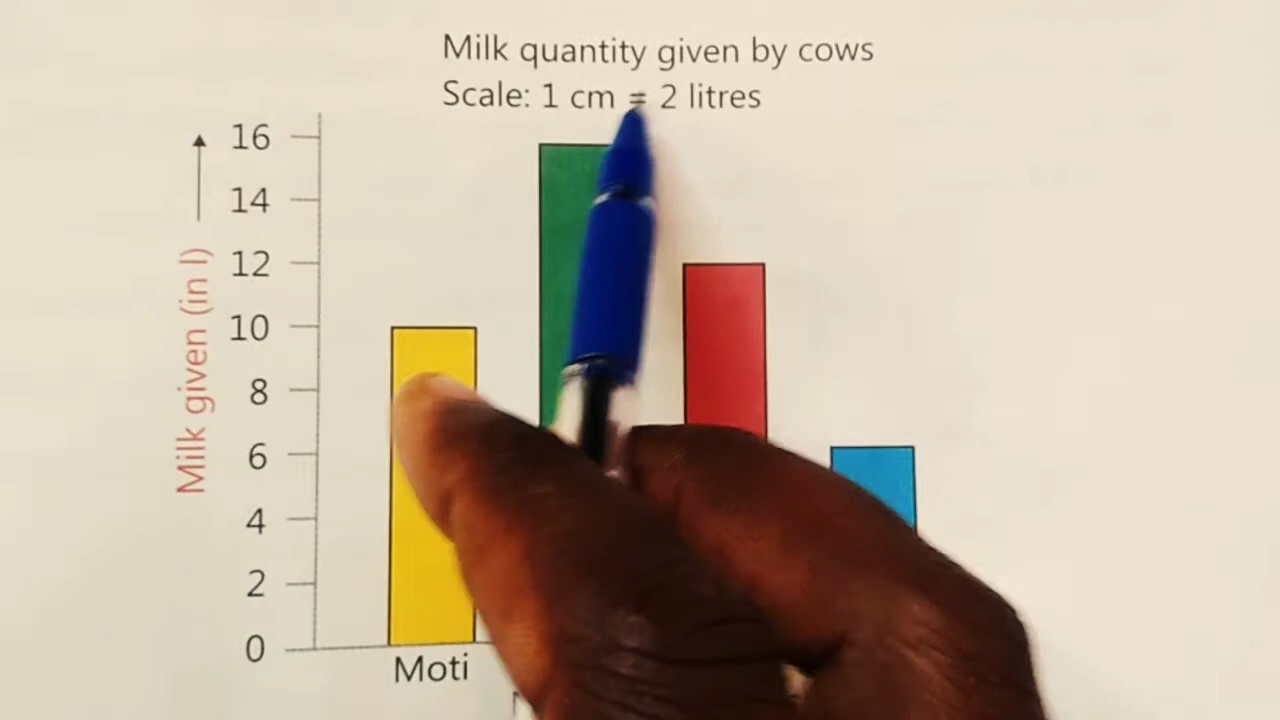 Milk quantity given by cows
Scale: 1 cm = 2 litres
16
14
12
10
8
6
4
2
0
Milk given (in l)
Moti